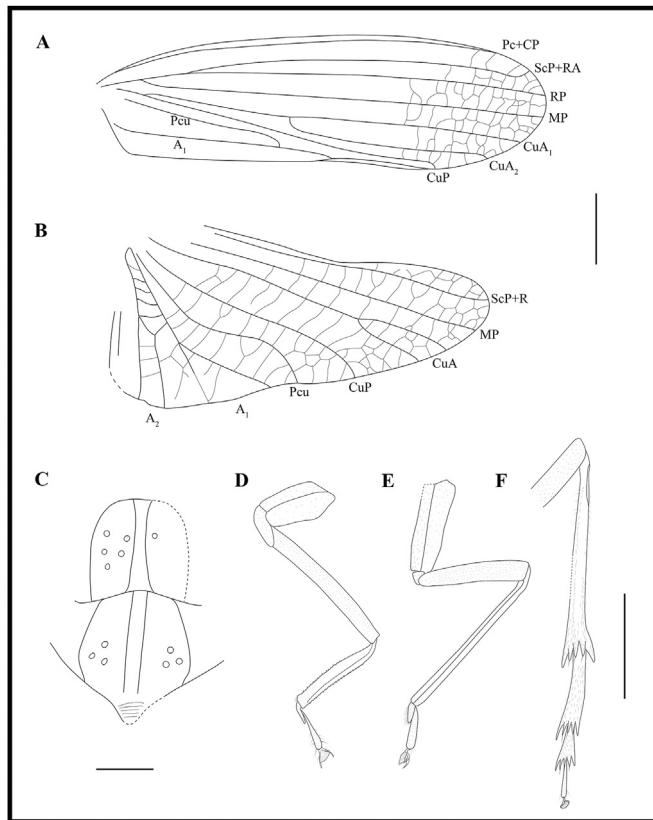 A
Pc+CP
ScP+RA
RP
MP
Pcu
A₁
CuA₁
CuA₂
CuP
B
ScP+R
MP
CuA
CuP
Pcu
A₁
A₂
C
D
E
F